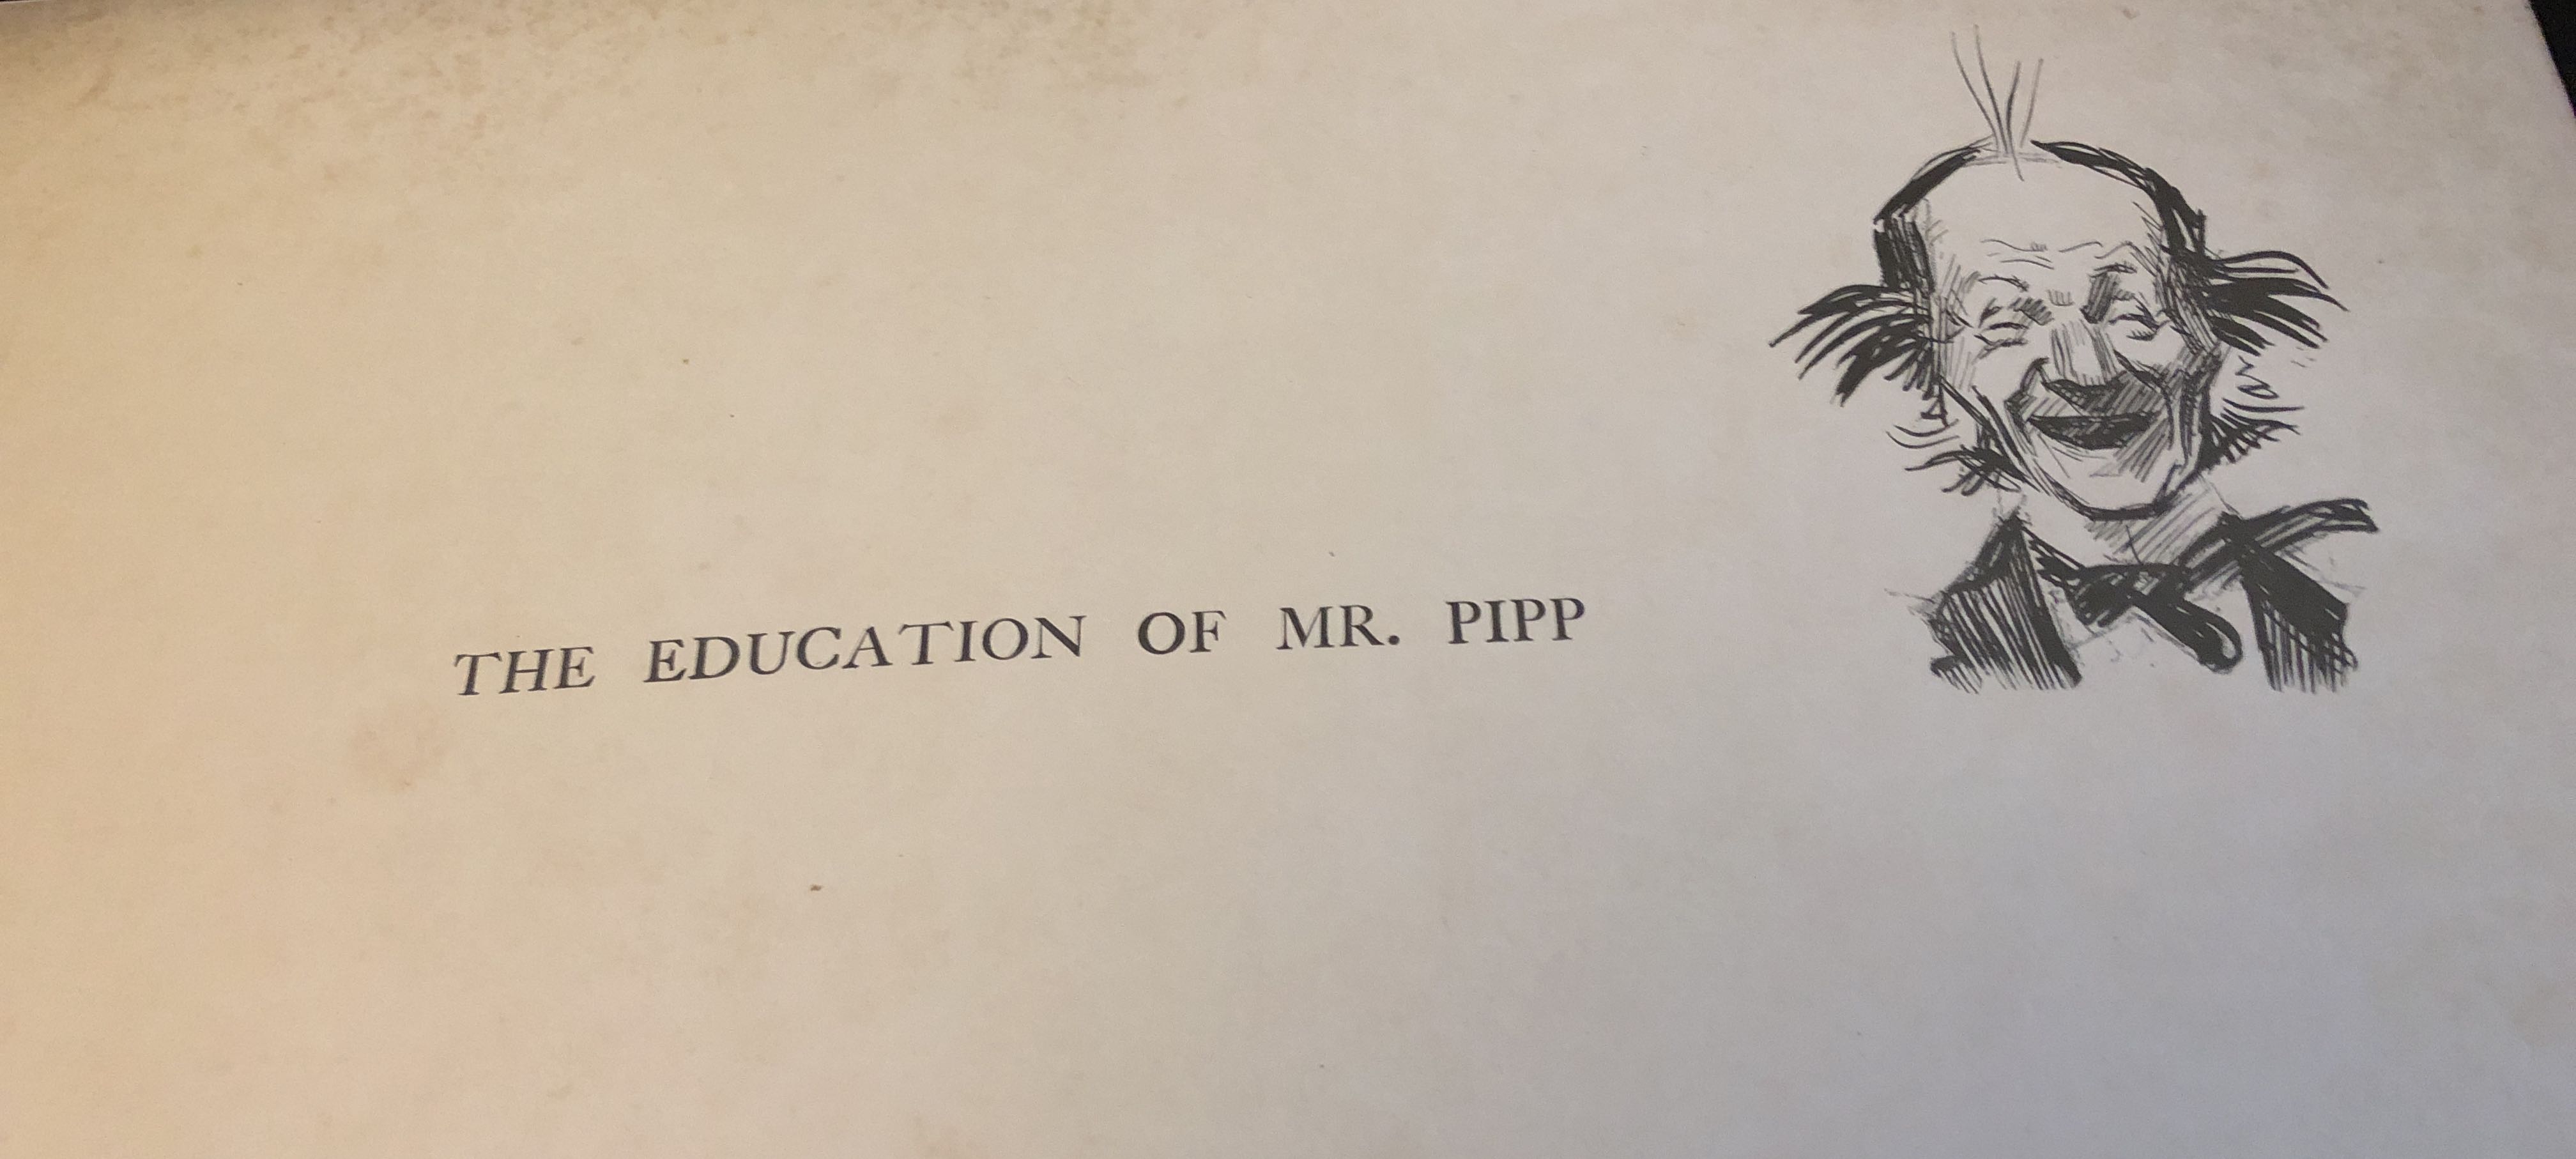 THE EDUCATION OF MR. PIPP